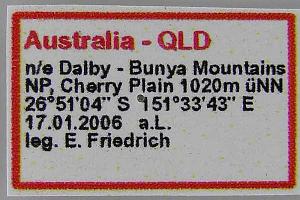 Australia - QLD
n/e Dalby - Bunya Mountains
NP, Cherry Plain 1020m üNN
26°51'04" S 151°33'43" E
17.01.2006 a.L.
leg. E. Friedrich